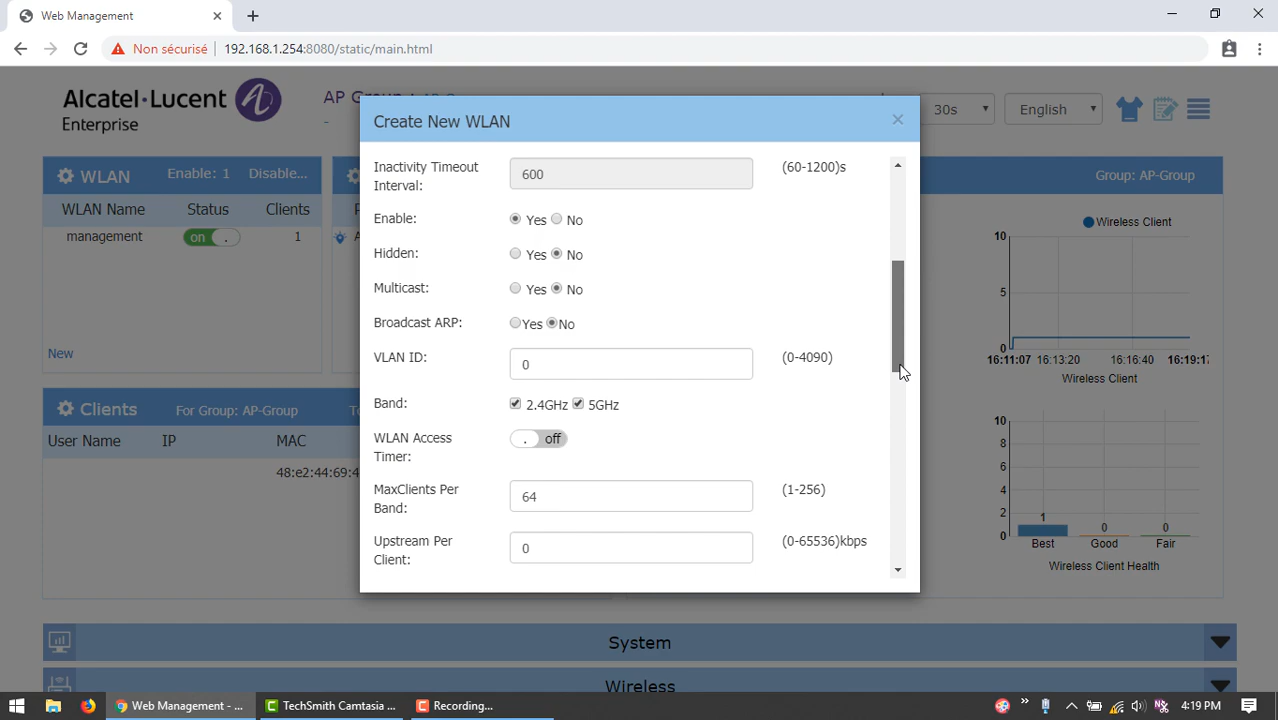 Web Management
Non sécurisé 192.168.1.254:8080/static/main.html
Alcatel·Lucent
Enterprise
AP Group :
30s English
-
Create New WLAN
WLAN Enable: 1 Disable...
Group: AP-Group
WLAN Name Status Clients
management on . 1
New
Clients For Group: AP-Group
User Name IP MAC
48:e2:44:69:4
Inactivity Timeout
Interval:
600
(60-1200)s
Enable: Yes No
Hidden: Yes No
Multicast: Yes No
Broadcast ARP: Yes No
VLAN ID: 0 (0-4090)
Band: 2.4GHz 5GHz
WLAN Access
Timer:
. off
MaxClients Per
Band:
64
(1-256)
Upstream Per
Client:
0
(0-65536)kbps
Wireless Client
10
5
0
16:11:07 16:13:20 16:16:40 16:19:17
Wireless Client
10
8
6
4
2
0
1 0 0
Best Good Fair
Wireless Client Health
System
Wireless
Web Management - ... TechSmith Camtasia ... Recording...
4:19 PM